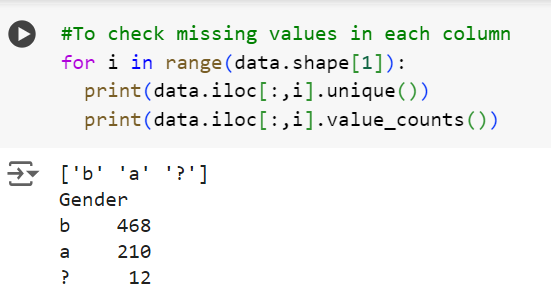 #To check missing values in each column
for i in range(data.shape[1]):
  print(data.iloc[:,i].unique())
  print(data.iloc[:,i].value_counts())
['b' 'a' '?']
Gender
b    468
a    210
?     12